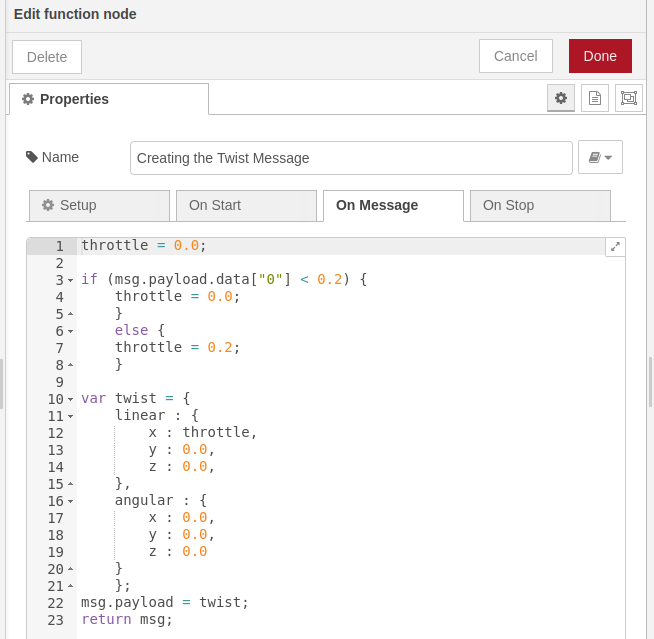 Edit function node
Delete
Cancel
Done
Properties
Name
Creating the Twist Message
Setup
On Start
On Message
On Stop
1 throttle = 0.0;
2
3 if (msg.payload.data["0"] < 0.2) {
4     throttle = 0.0;
5     }
6     else {
7     throttle = 0.2;
8     }
9
10 var twist = {
11     linear : {
12         x : throttle,
13         y : 0.0,
14         z : 0.0,
15     },
16     angular : {
17         x : 0.0,
18         y : 0.0,
19         z : 0.0
20     }
21     };
22 msg.payload = twist;
23 return msg;